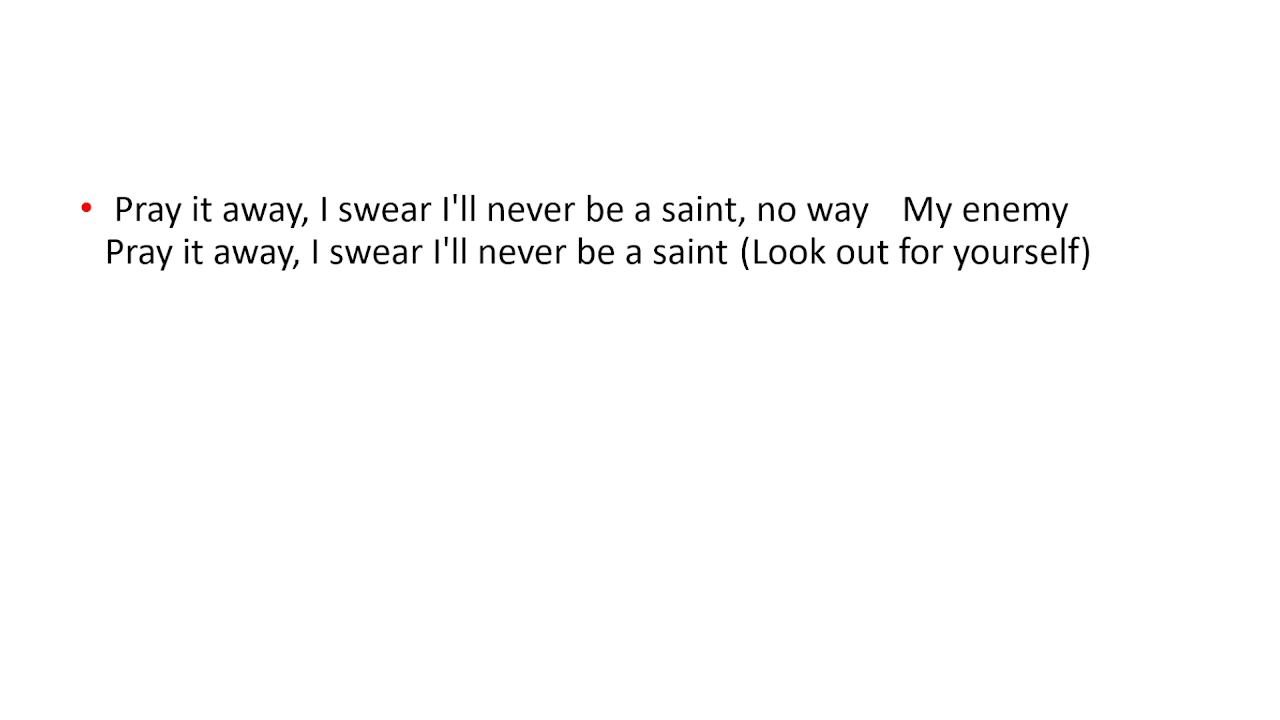 • Pray it away, I swear I'll never be a saint, no way    My enemy
Pray it away, I swear I'll never be a saint (Look out for yourself)